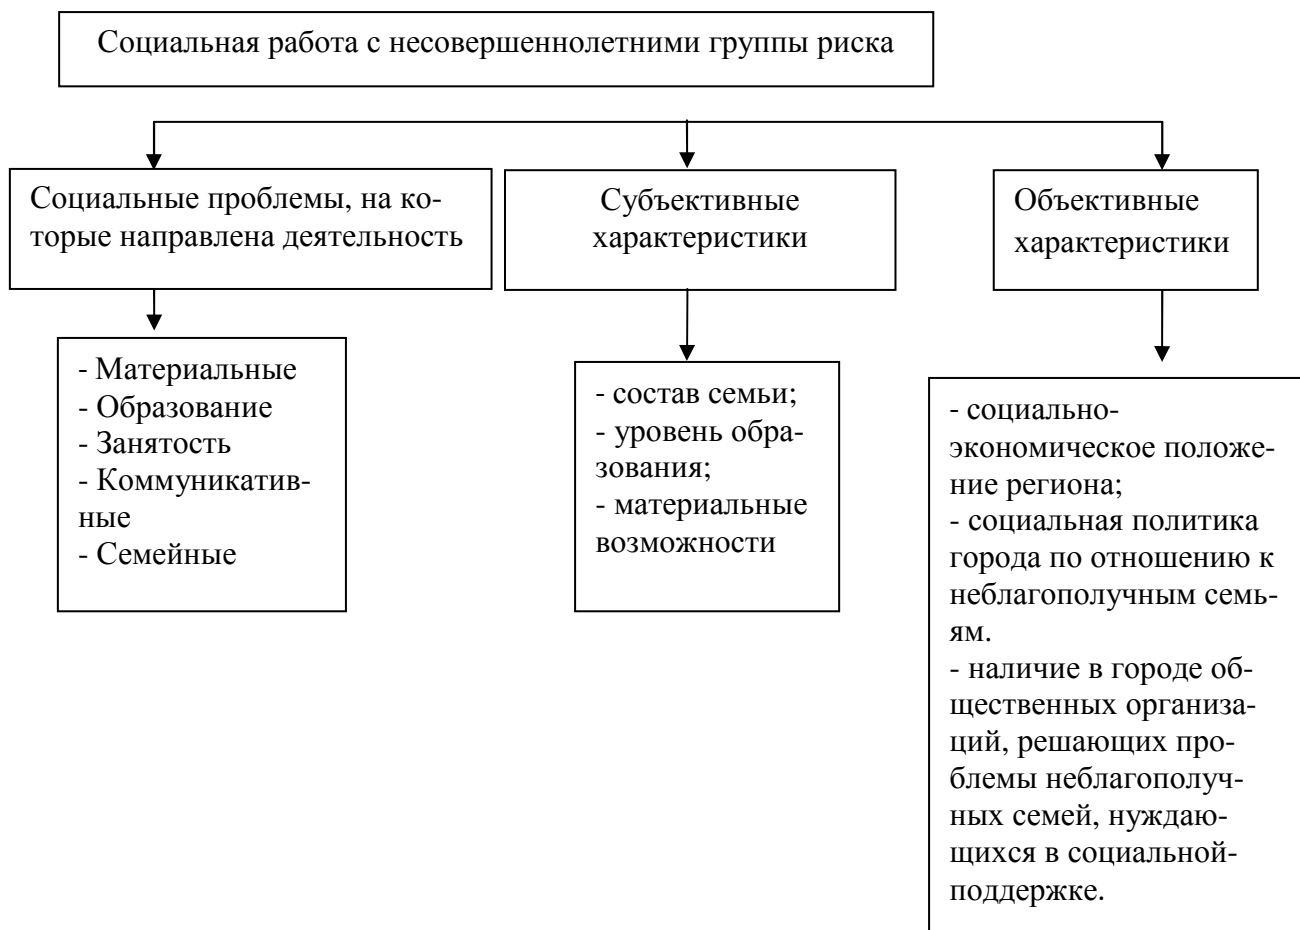 Социальная работа с несовершеннолетними группы риска
Социальные проблемы, на ко-
торые направлена деятельность
Субъективные
характеристики
Объективные
характеристики
- Материальные
- Образование
- Занятость
- Коммуникатив-
ные
- Семейные
- состав семьи;
- уровень обра-
зования;
- материальные
возможности
- социально-
экономическое положе-
ние региона;
- социальная политика
города по отношению к
неблагополучным семь-
ям.
- наличие в городе об-
щественных организа-
ций, решающих про-
блемы неблагополуч-
ных семей, нуждаю-
щихся в социальной-
поддержке.